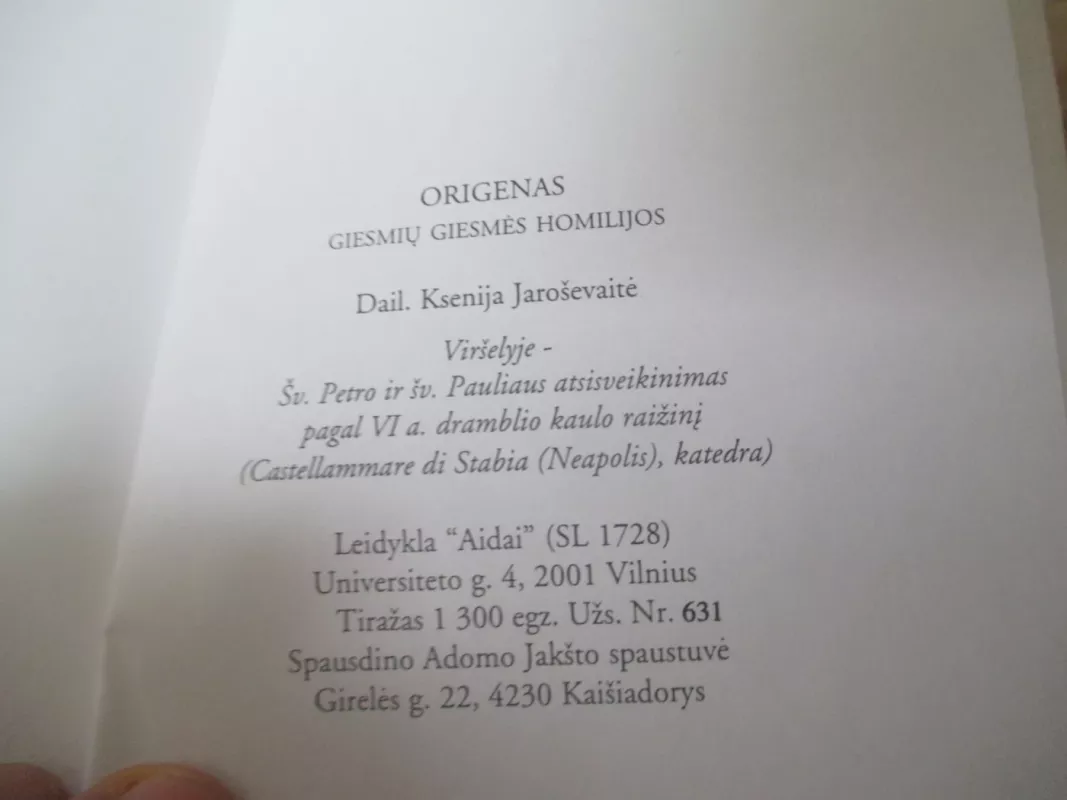 ORIGENAS
GIESMIŲ GIESMĖS HOMILIJOS
Dail. Ksenija Jaroševaitė
Viršelyje -
Šv. Petro ir šv. Pauliaus atsisveikinimas
pagal VI a. dramblio kaulo raižinį
(Castellammare di Stabia (Neapolis), katedra)
Leidykla “Aidai” (SL 1728)
Universiteto g. 4, 2001 Vilnius
Tiražas 1 300 egz. Užs. Nr. 631
Spausdino Adomo Jakšto spaustuvė
Girelės g. 22, 4230 Kaišiadorys